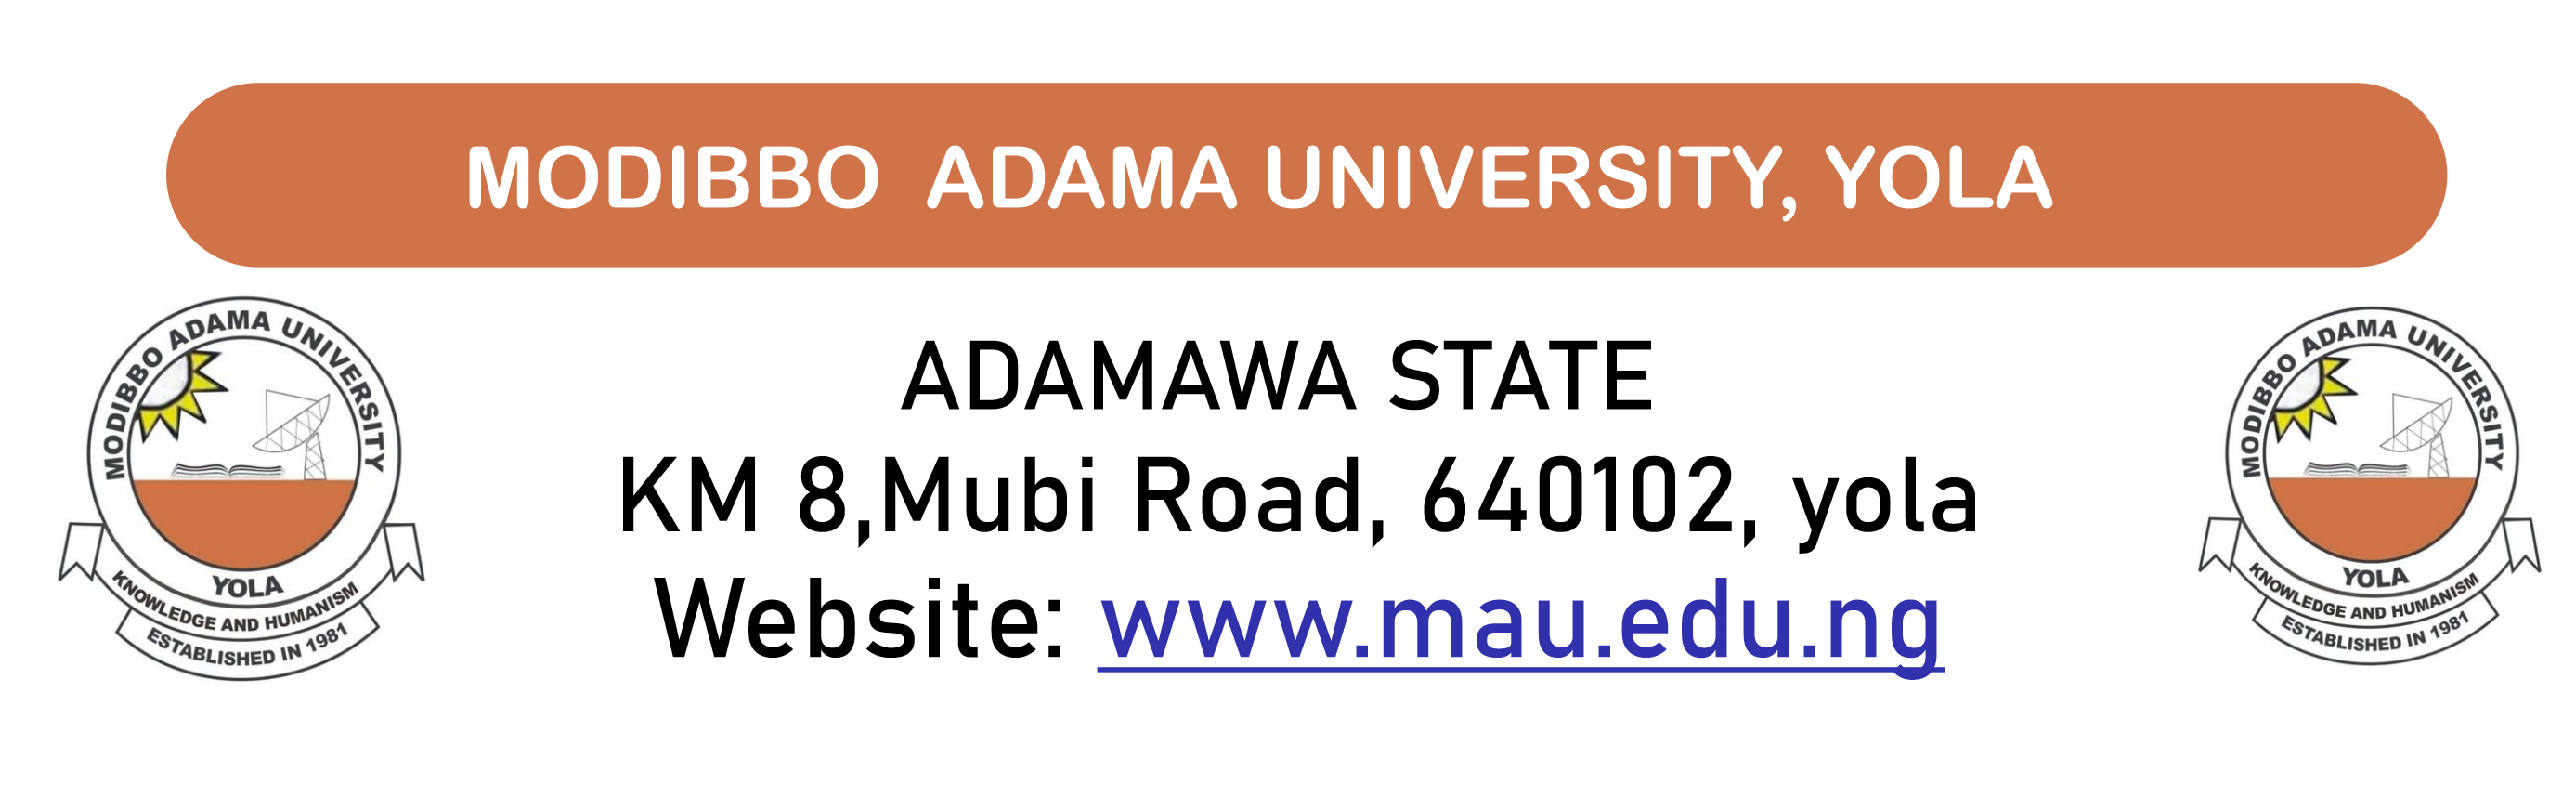 MODIBBO ADAMA UNIVERSITY, YOLA
ADAMAWA STATE
KM 8,Mubi Road, 640102, yola
Website: www.mau.edu.ng
MODIBBO ADAMA UNIVERSITY
YOLA
KNOWLEDGE AND HUMANISM
ESTABLISHED IN 1981
MODIBBO ADAMA UNIVERSITY
YOLA
KNOWLEDGE AND HUMANISM
ESTABLISHED IN 1981